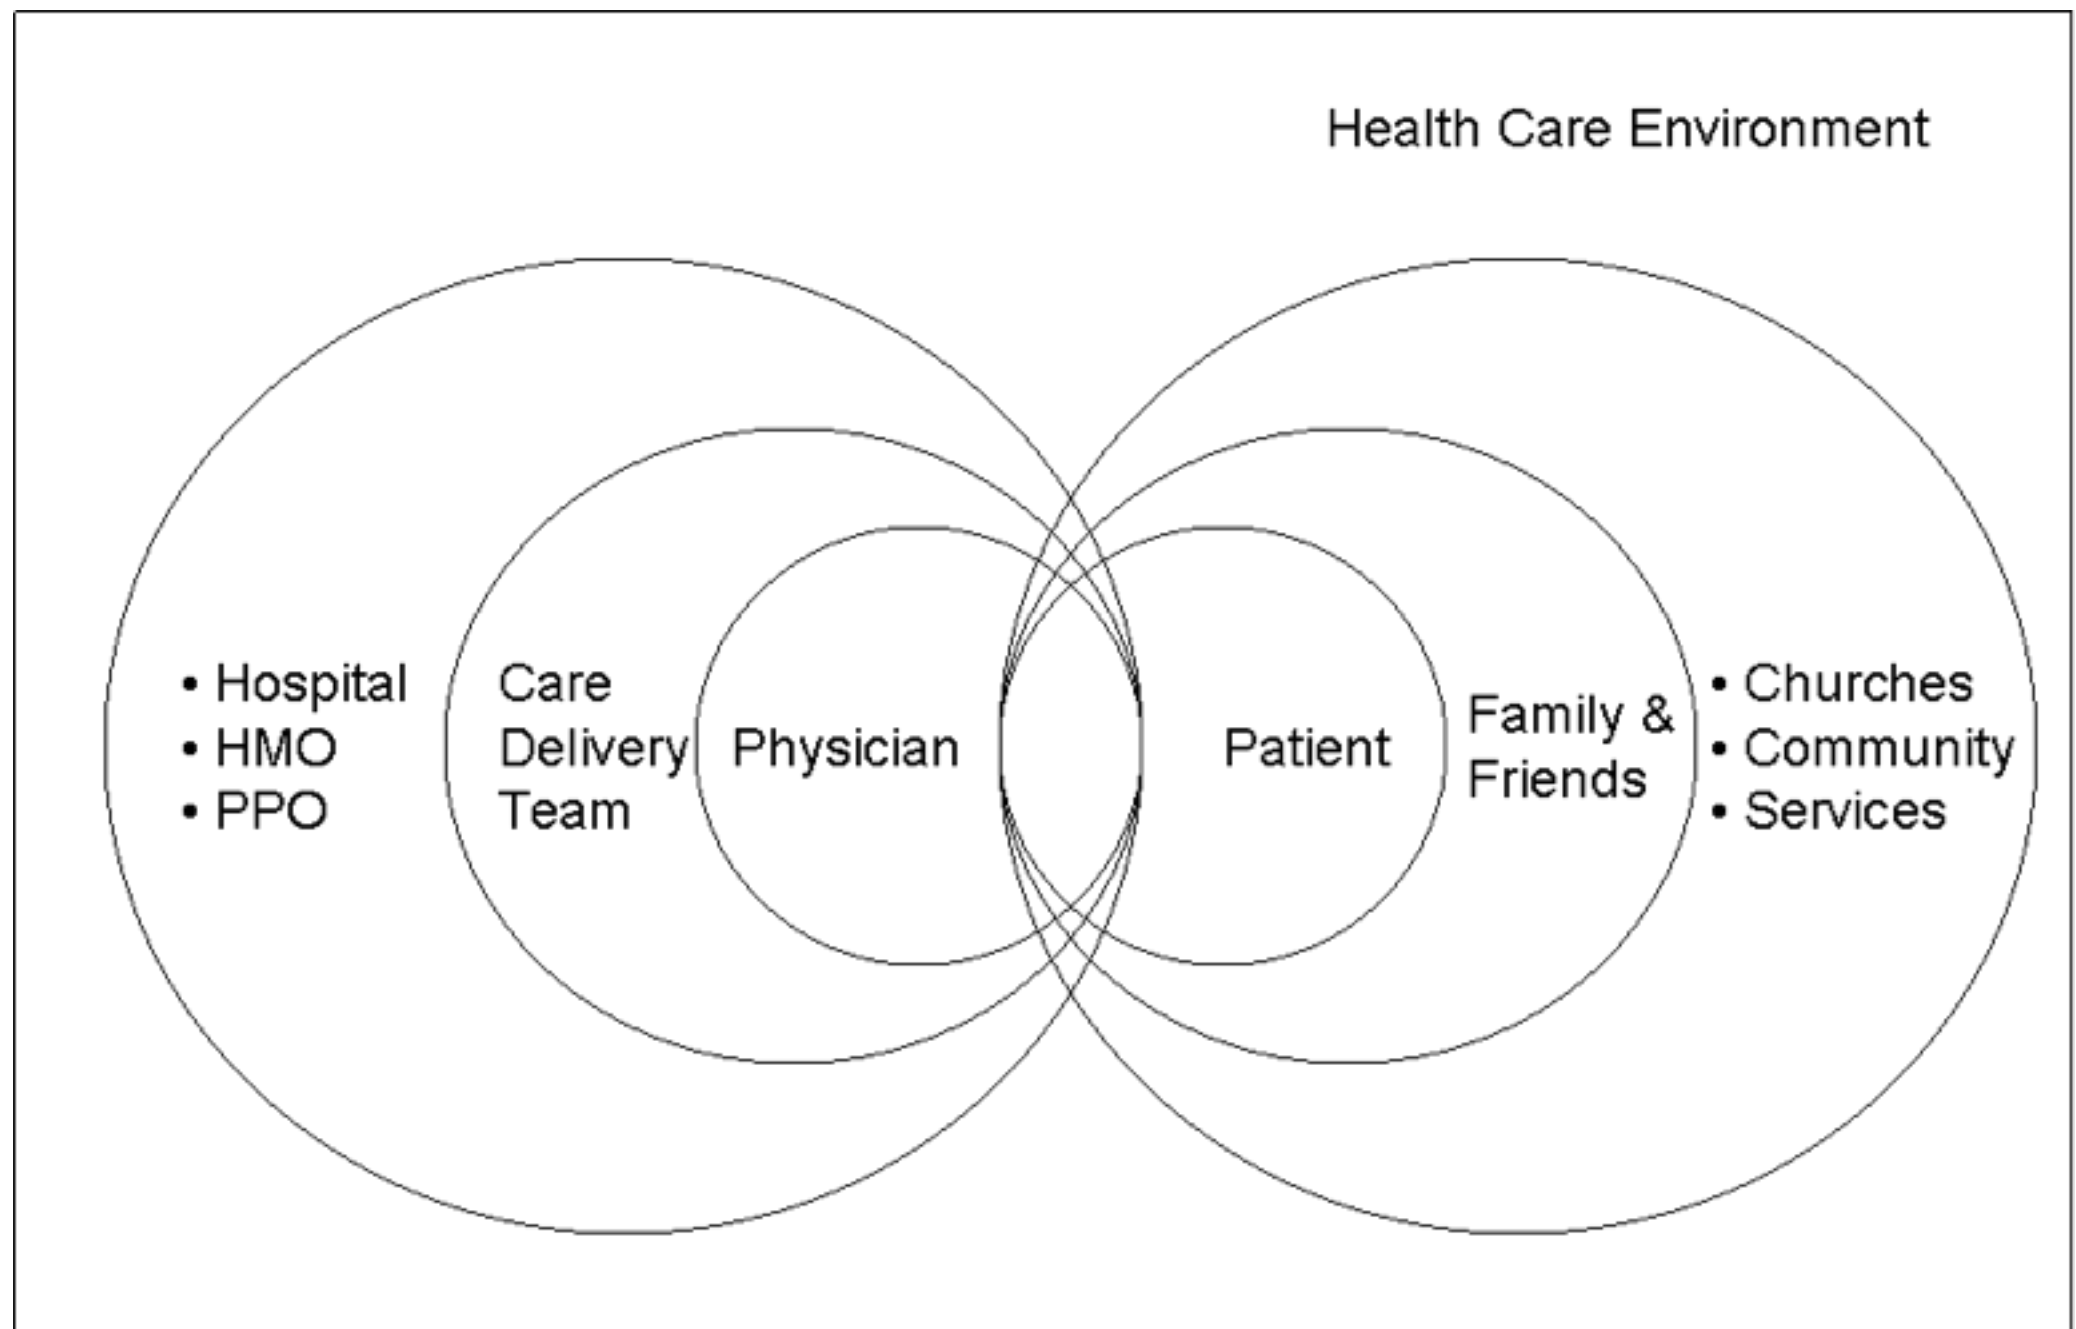 Health Care Environment
• Hospital
• HMO
• PPO
Care
Delivery
Team
Physician
Patient
Family &
Friends
• Churches
• Community
• Services